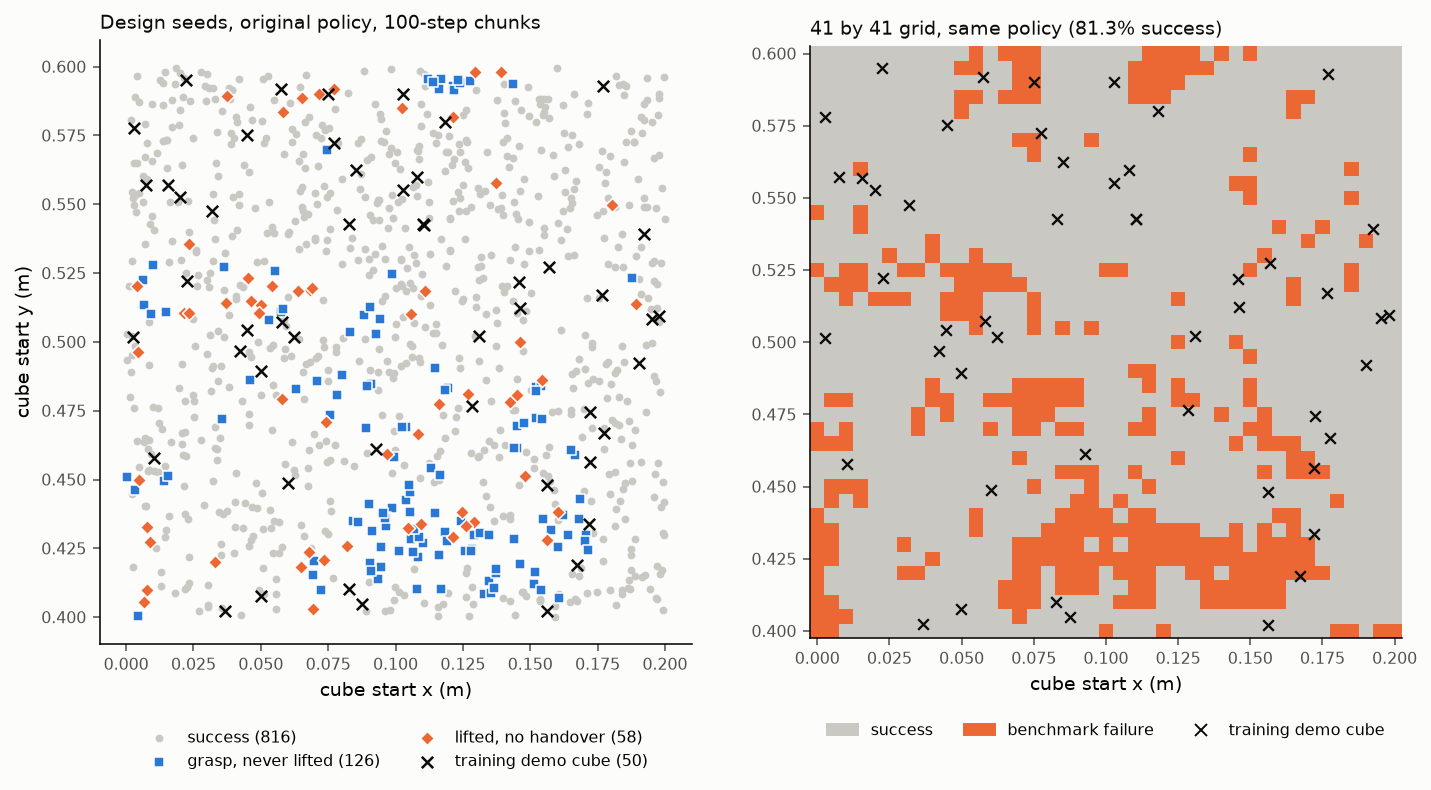 Design seeds, original policy, 100-step chunks
0.600
0.575
0.550
0.525
0.500
0.475
0.450
0.425
0.400
cube start y (m)
0.000 0.025 0.050 0.075 0.100 0.125 0.150 0.175 0.200
cube start x (m)
success (816)
grasp, never lifted (126)
lifted, no handover (58)
training demo cube (50)
41 by 41 grid, same policy (81.3% success)
0.600
0.575
0.550
0.525
0.500
0.475
0.450
0.425
0.400
0.000 0.025 0.050 0.075 0.100 0.125 0.150 0.175 0.200
cube start x (m)
success
benchmark failure
training demo cube